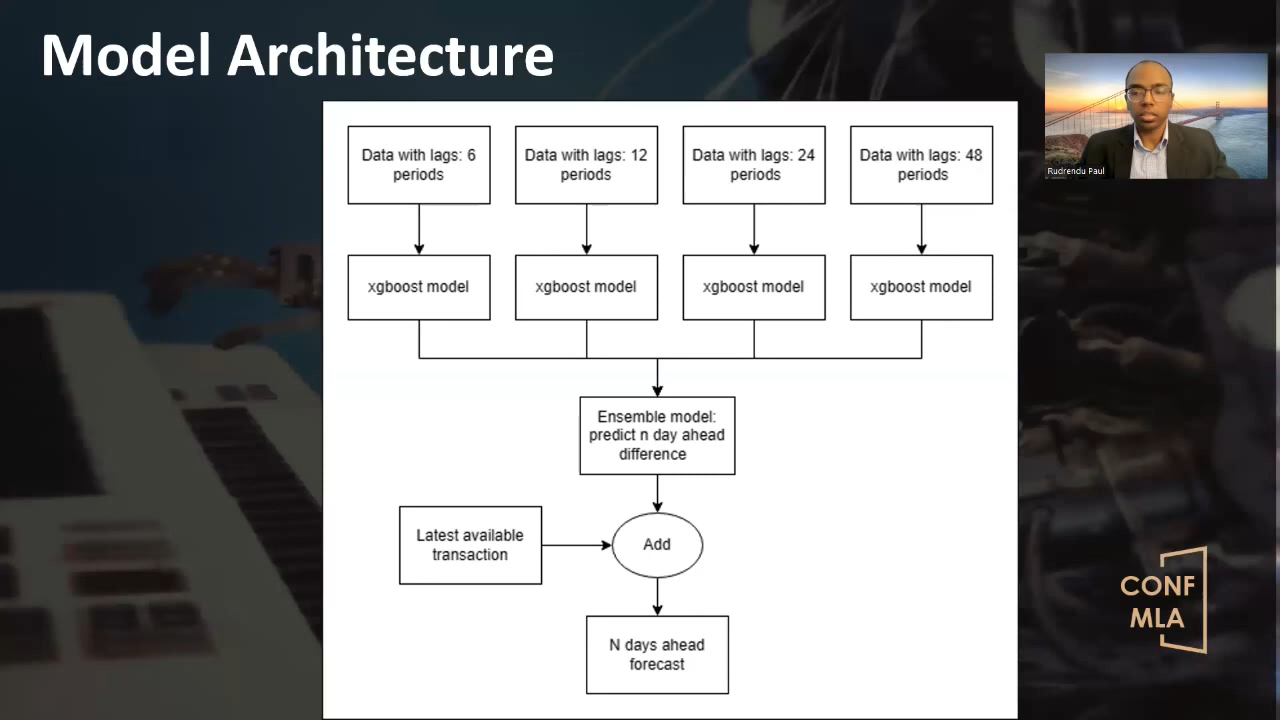 Model Architecture
Rudrendu Paul
Data with lags: 6
periods
Data with lags: 12
periods
Data with lags: 24
periods
Data with lags: 48
periods
xgboost model
xgboost model
xgboost model
xgboost model
Ensemble model:
predict n day ahead
difference
Latest available
transaction
Add
N days ahead
forecast
CONF
MLA